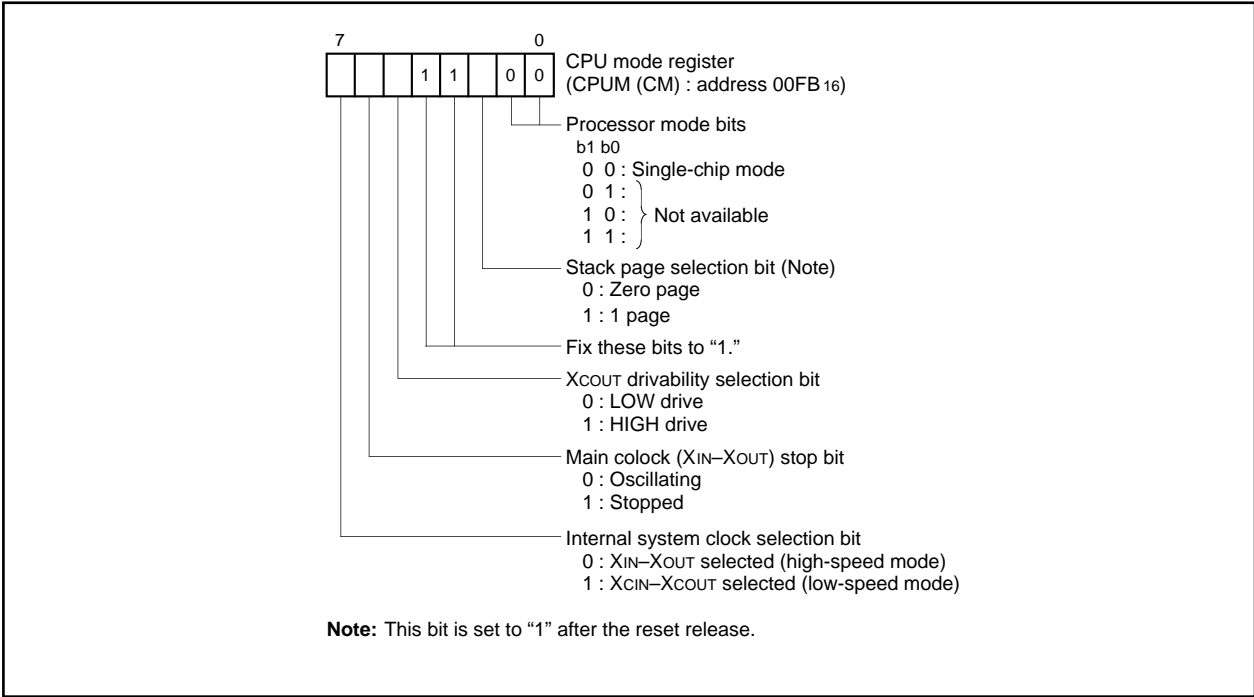 7 0
CPU mode register
1 1 0 0
(CPUM (CM) : address 00FB16)
Processor mode bits
b1 b0
0 0 : Single-chip mode
0 1 :
1 0 : Not available
1 1 :
Stack page selection bit (Note)
0 : Zero page
1 : 1 page
Fix these bits to “1.”
XCOUT drivability selection bit
0 : LOW drive
1 : HIGH drive
Main colock (XIN–XOUT) stop bit
0 : Oscillating
1 : Stopped
Internal system clock selection bit
0 : XIN–XOUT selected (high-speed mode)
1 : XCIN–XCOUT selected (low-speed mode)
Note: This bit is set to “1” after the reset release.